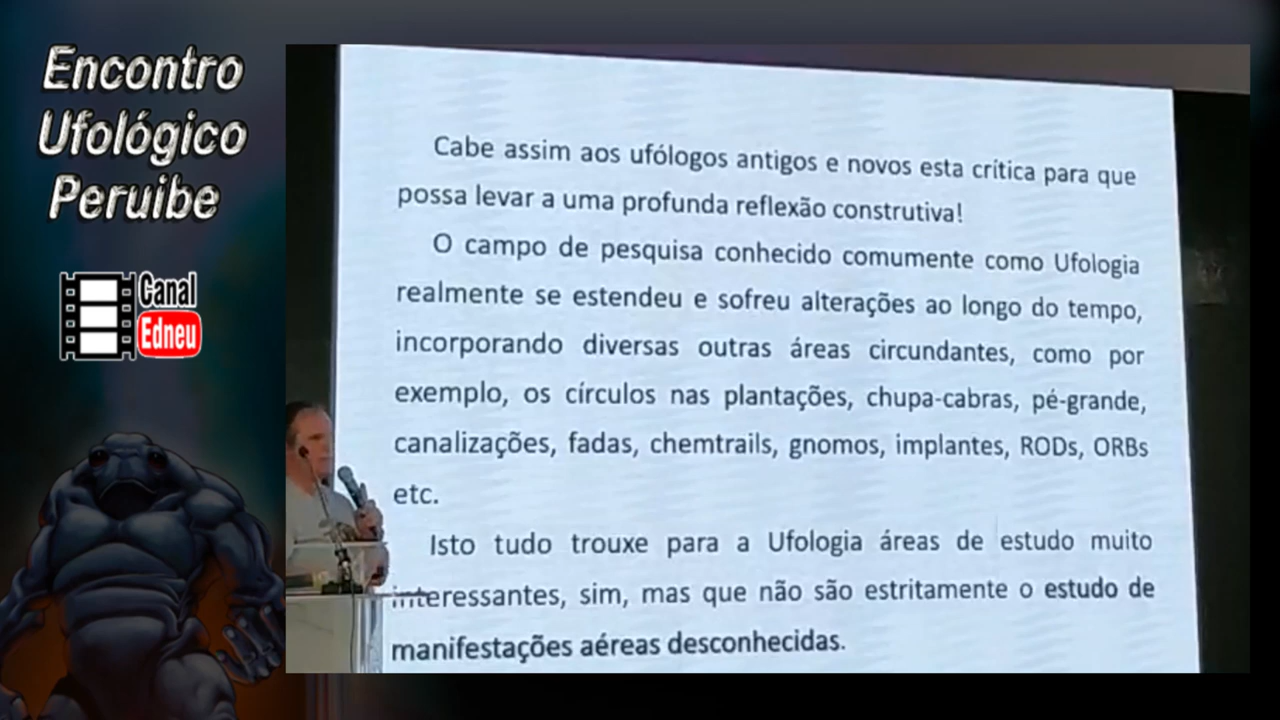 Encontro
Ufológico
Peruibe
Canal
Edneu
Cabe assim aos ufólogos antigos e novos esta crítica para que
possa levar a uma profunda reflexão construtiva!
O campo de pesquisa conhecido comumente como Ufologia
realmente se estendeu e sofreu alterações ao longo do tempo,
incorporando diversas outras áreas circundantes, como por
exemplo, os círculos nas plantações, chupa-cabras, pé-grande,
canalizações, fadas, chemtrails, gnomos, implantes, RODs, ORBs
etc.
Isto tudo trouxe para a Ufologia áreas de estudo muito
interessantes, sim, mas que não são estritamente o estudo de
manifestações aéreas desconhecidas.